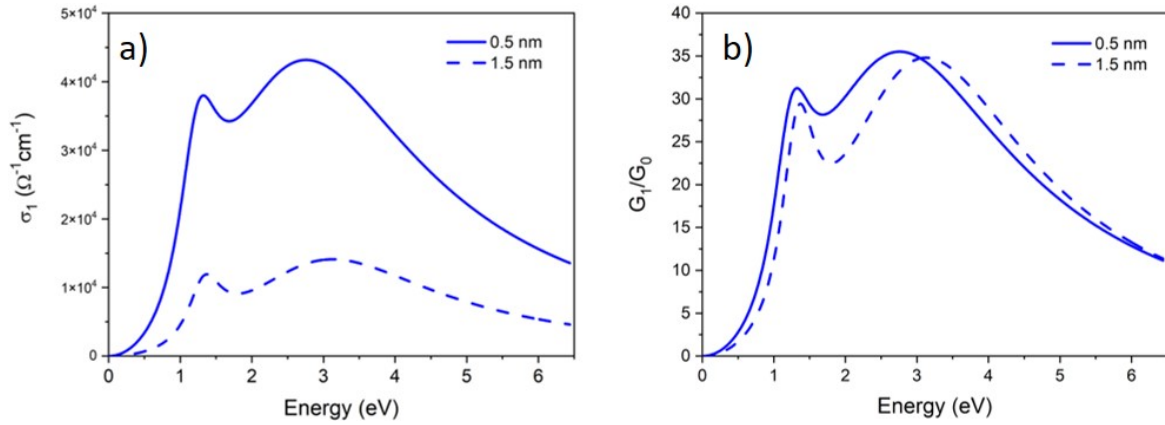 a)
0.5 nm
1.5 nm
5×10⁴
4×10⁴
3×10⁴
2×10⁴
1×10⁴
0
σ₁ (Ω⁻¹cm⁻¹)
0 1 2 3 4 5 6
Energy (eV)
b)
0.5 nm
1.5 nm
40
35
30
25
20
15
10
5
0
G₁/G₀
0 1 2 3 4 5 6
Energy (eV)